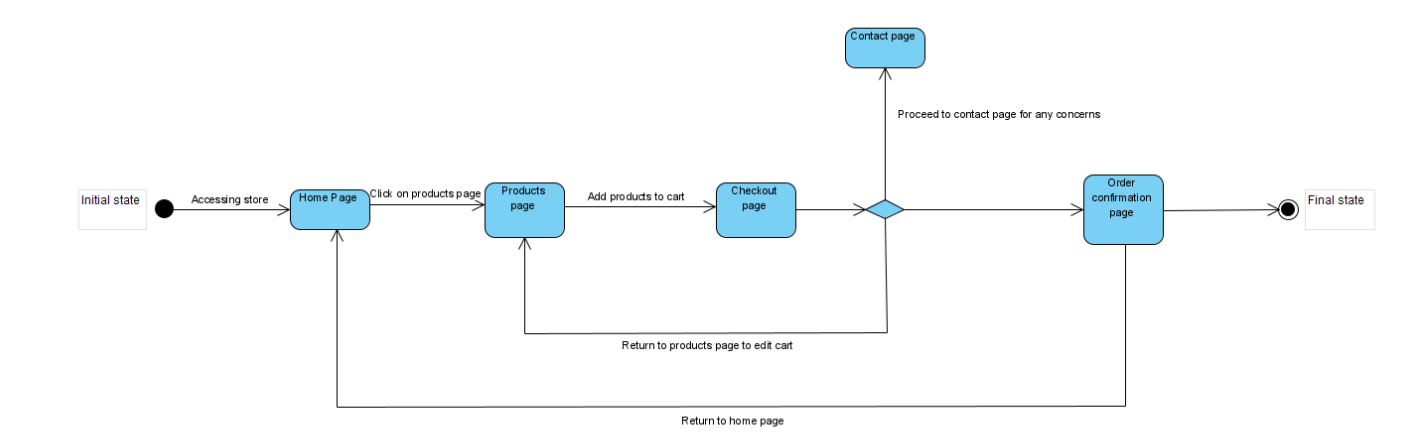 Contact page
Proceed to contact page for any concerns
Initial state
Accessing store
Home Page
Click on products page
Products
page
Add products to cart
Checkout
page
Order
confirmation
page
Final state
Return to products page to edit cart
Return to home page